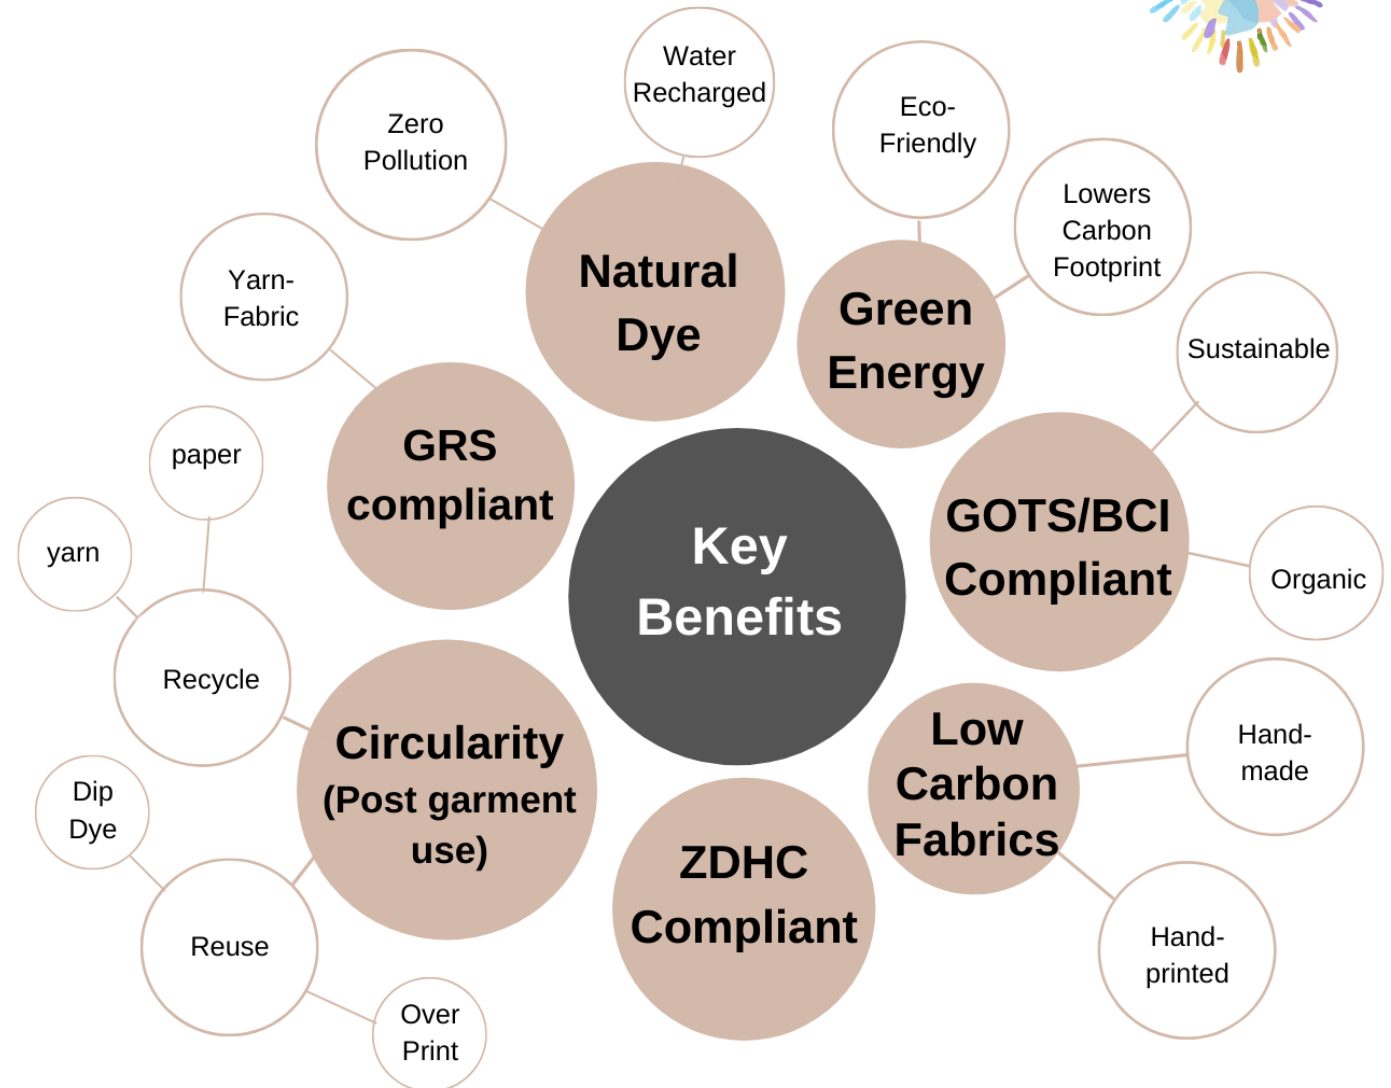 Water
Recharged
Zero
Pollution
Eco-
Friendly
Lowers
Carbon
Footprint
Yarn-
Fabric
Natural
Dye
Green
Energy
Sustainable
GRS
compliant
paper
yarn
GOTS/BCI
Compliant
Organic
Key
Benefits
Recycle
Circularity
(Post garment
use)
Low
Carbon
Fabrics
Hand-
made
Dip
Dye
ZDHC
Compliant
Reuse
Hand-
printed
Over
Print